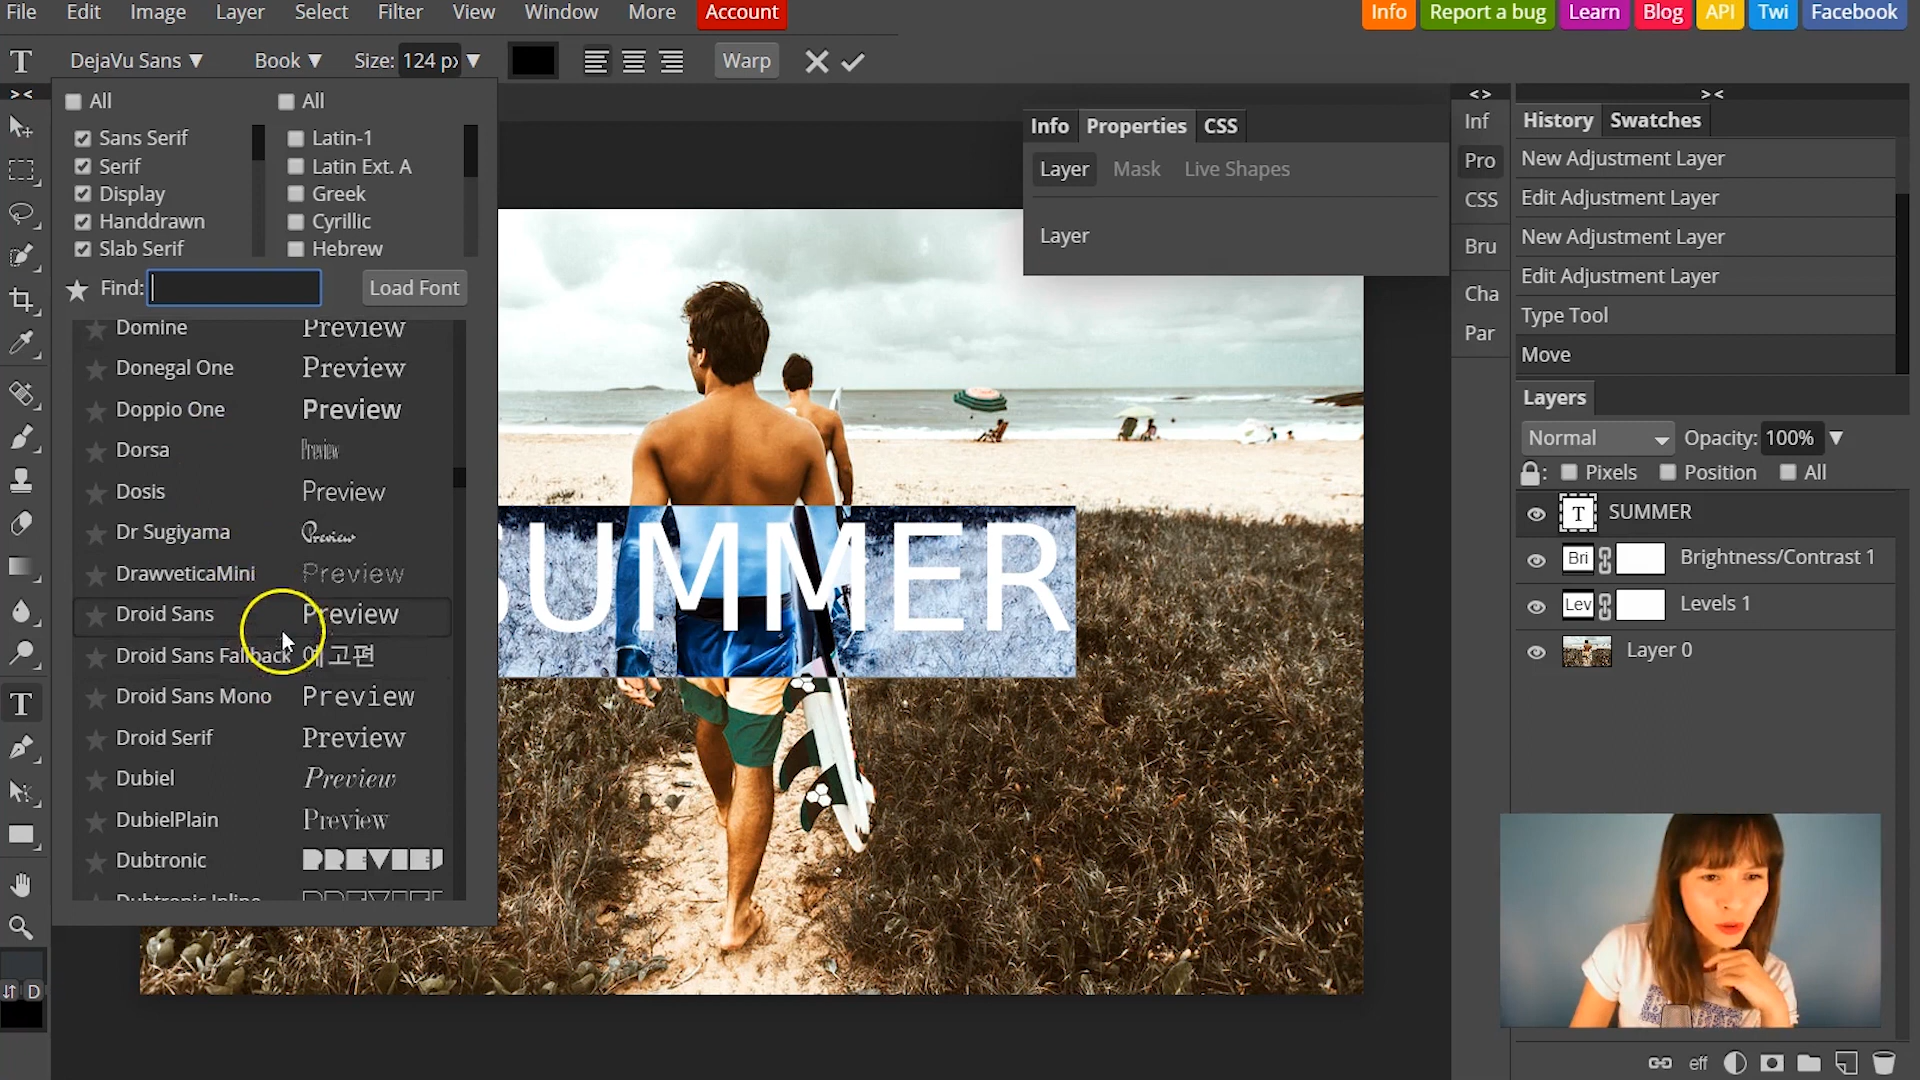 File Edit Image Layer Select Filter View Window More Account
Info Report a bug Learn Blog API Twi Facebook
T DejaVu Sans ▼ Book ▼ Size: 124 px ▼ Warp
> < < > > <
All All
Sans Serif Latin-1
Serif Latin Ext. A
Display Greek
Handdrawn Cyrillic
Slab Serif Hebrew
Find: Load Font
Domine Preview
Donegal One Preview
Doppio One Preview
Dorsa Preview
Dosis Preview
Dr Sugiyama Preview
DrawveticaMini Preview
Droid Sans Preview
Droid Sans Fallback 예고편
Droid Sans Mono Preview
Droid Serif Preview
Dubiel Preview
DubielPlain Preview
Dubtronic PREVIEW
Dubtronic Inline PREVIEW
T
D
SUMMER
Info Properties CSS
Layer Mask Live Shapes
Layer
Inf
Pro
CSS
Bru
Cha
Par
History Swatches
New Adjustment Layer
Edit Adjustment Layer
New Adjustment Layer
Edit Adjustment Layer
Type Tool
Move
Layers
Normal Opacity: 100% ▼
: Pixels Position All
T SUMMER
Bri Brightness/Contrast 1
Lev Levels 1
Layer 0
eff